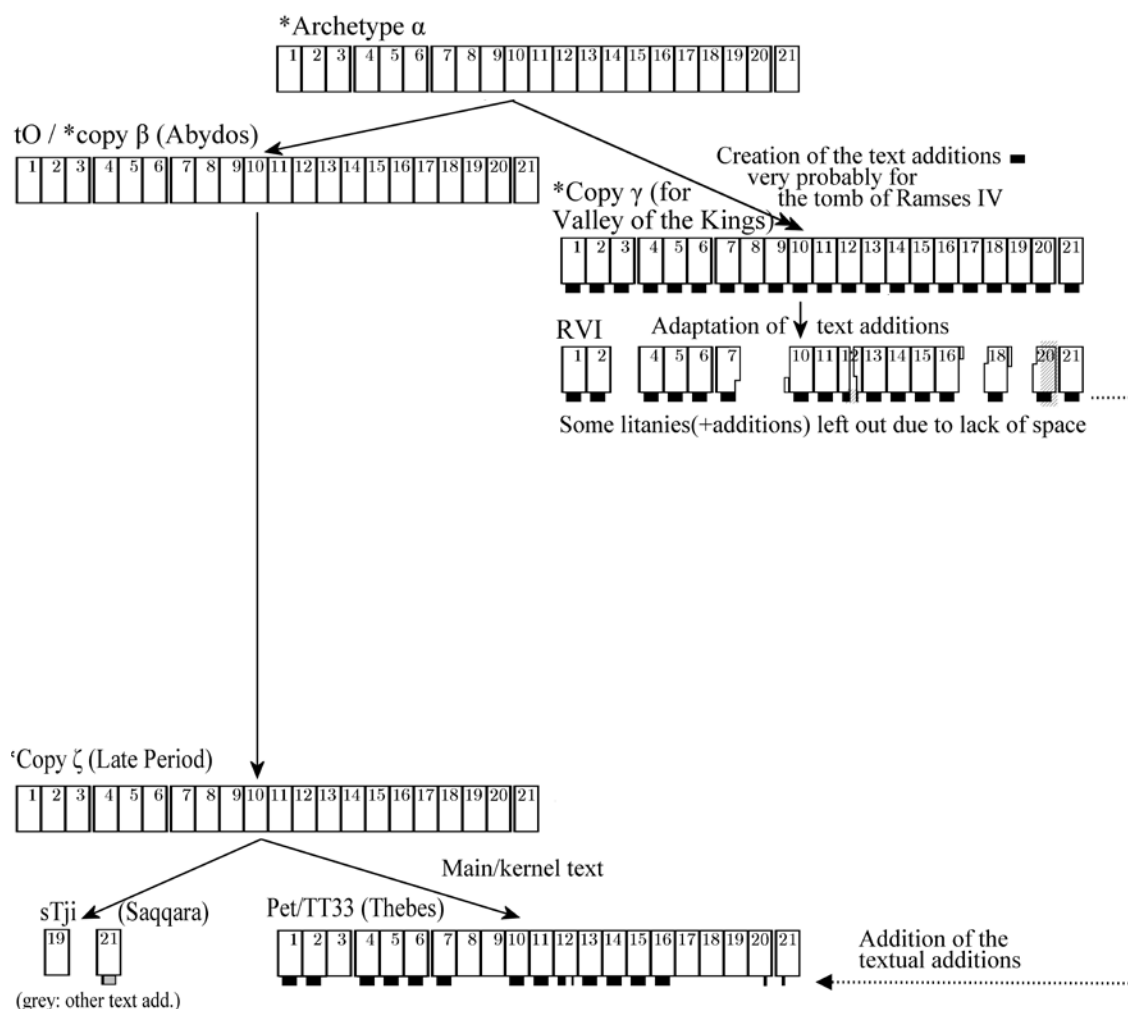 *Archetype α
1 2 3 4 5 6 7 8 9 10 11 12 13 14 15 16 17 18 19 20 21
tO / *copy β (Abydos)
1 2 3 4 5 6 7 8 9 10 11 12 13 14 15 16 17 18 19 20 21
Creation of the text additions
very probably for
the tomb of Ramses IV
*Copy γ (for
Valley of the Kings)
1 2 3 4 5 6 7 8 9 10 11 12 13 14 15 16 17 18 19 20 21
RVI
Adaptation of text additions
1 2 4 5 6 7 10 11 12 13 14 15 16 18 20 21
Some litanies(+additions) left out due to lack of space
*Copy ζ (Late Period)
1 2 3 4 5 6 7 8 9 10 11 12 13 14 15 16 17 18 19 20 21
Main/kernel text
sTji (Saqqara)
19 21
(grey: other text add.)
Pet/TT33 (Thebes)
1 2 3 4 5 6 7 8 9 10 11 12 13 14 15 16 17 18 19 20 21
Addition of the
textual additions